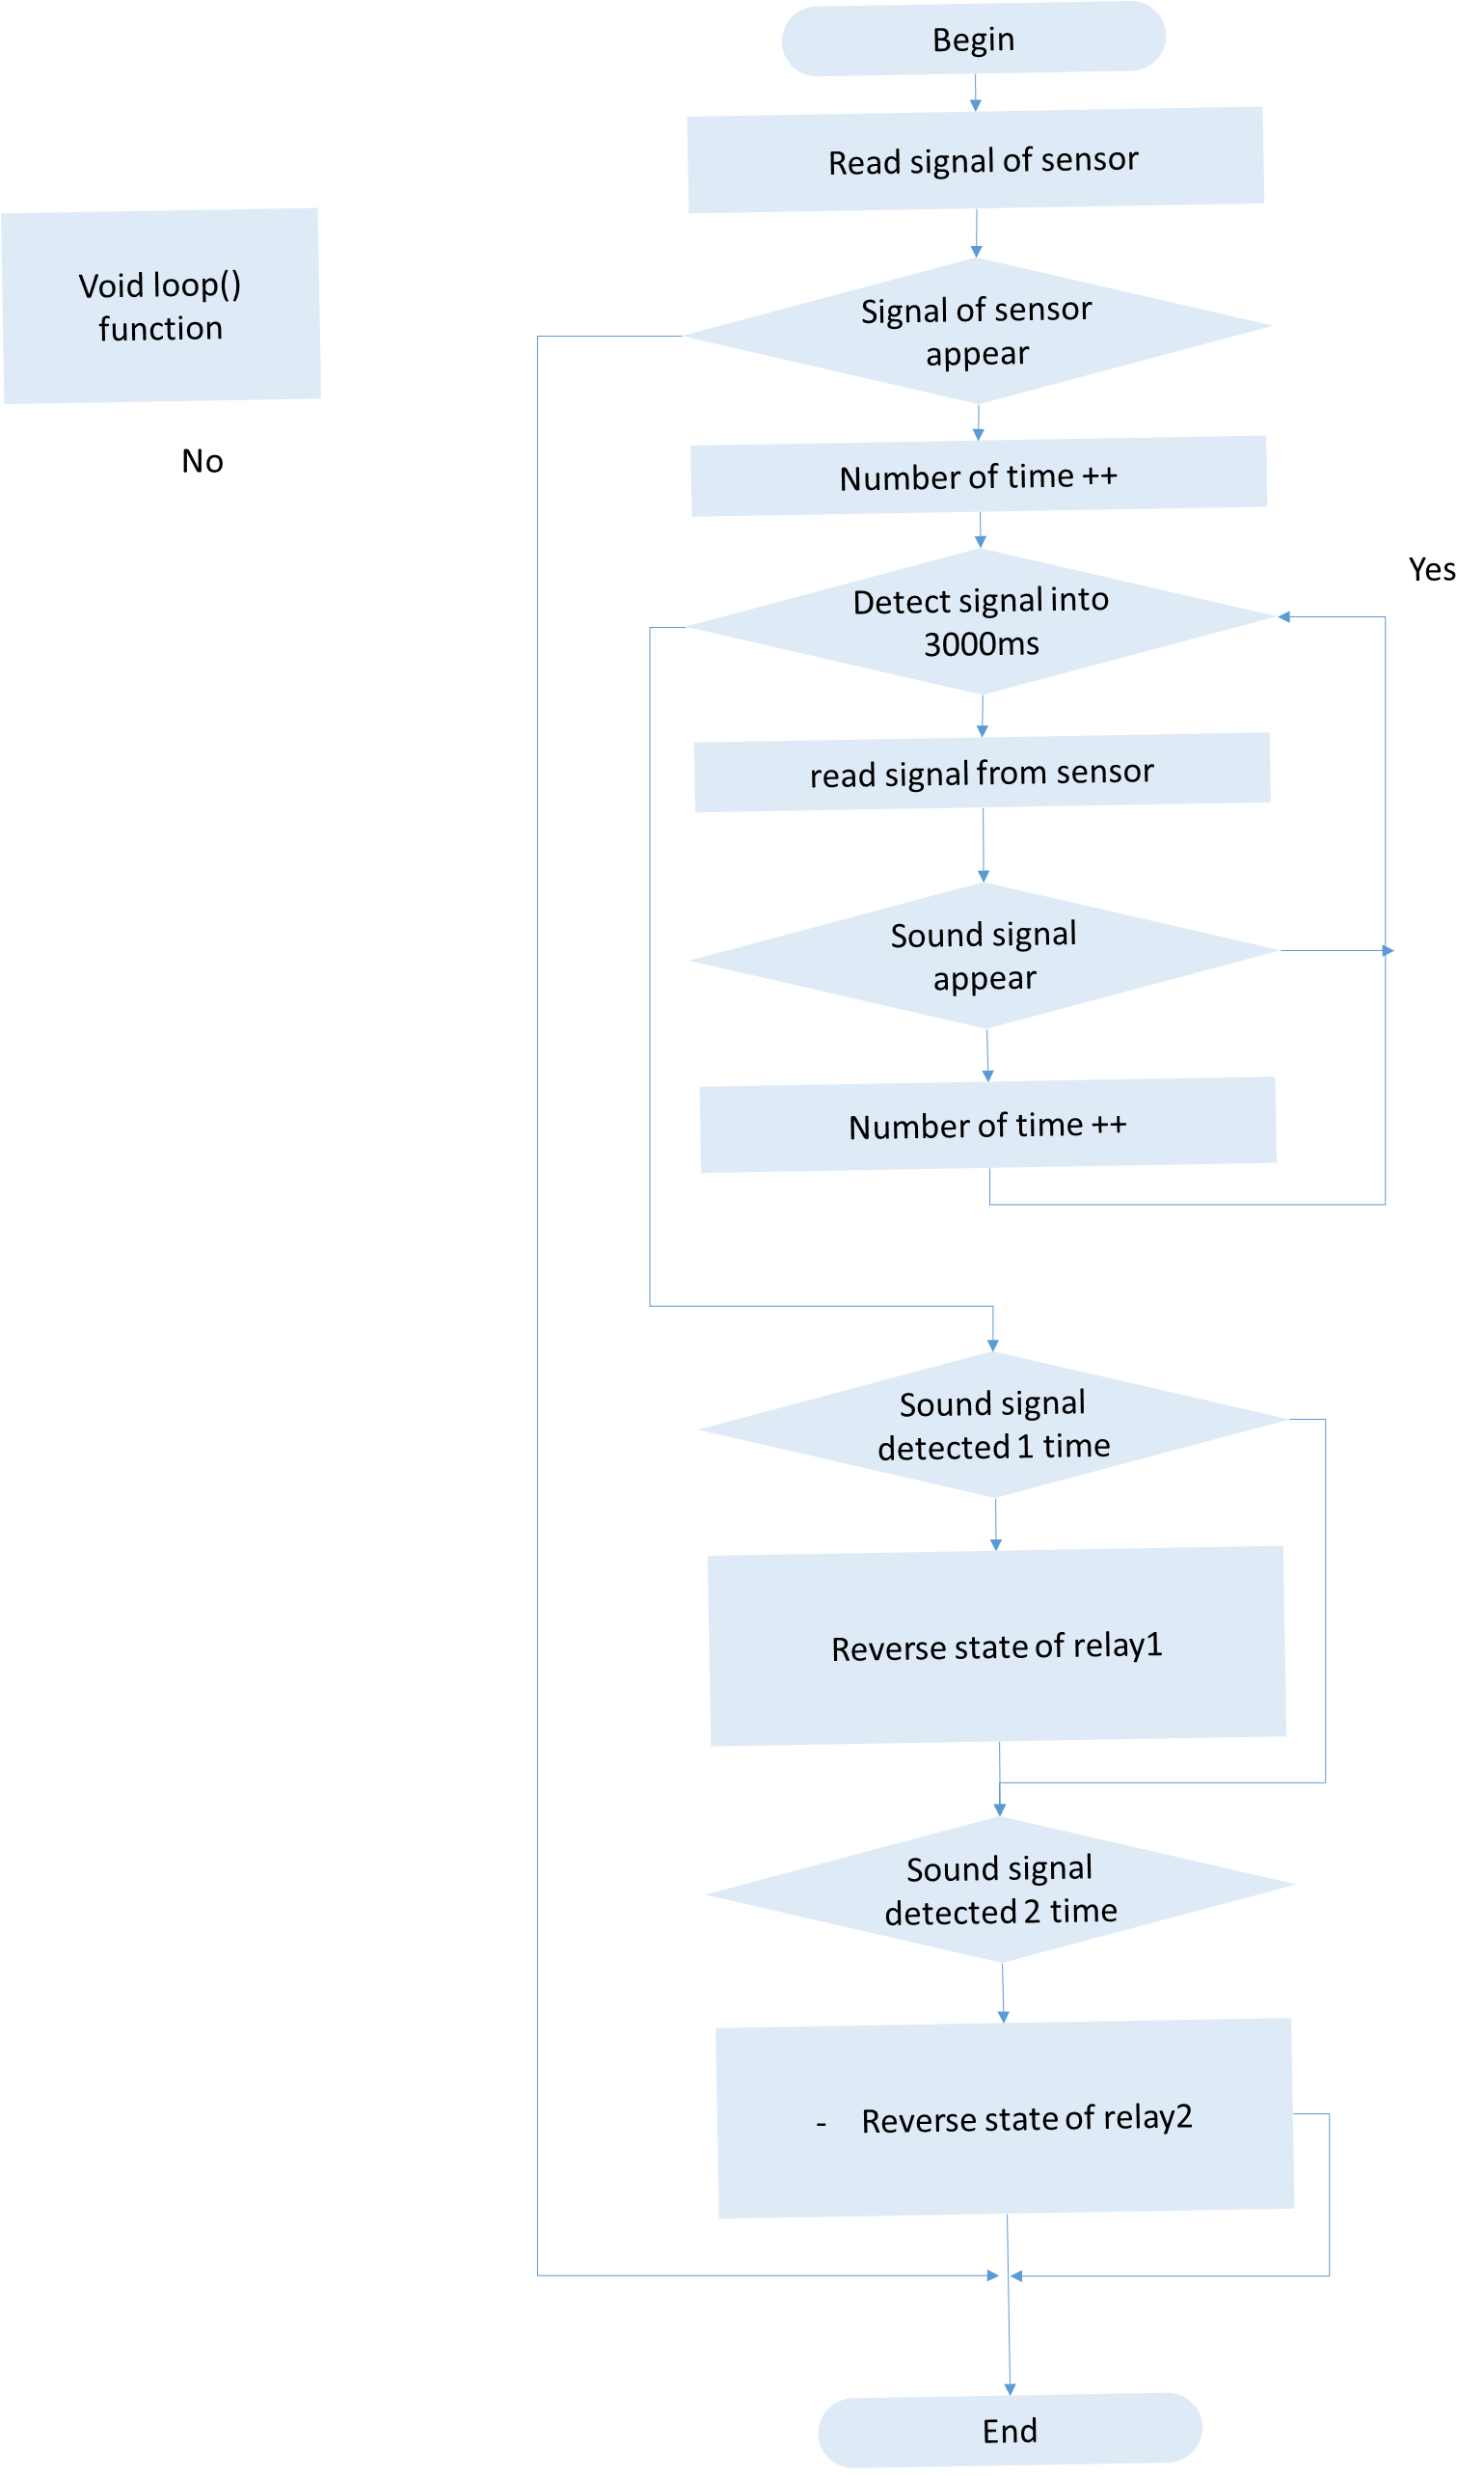 Begin
Read signal of sensor
Void loop()
function
Signal of sensor
appear
No
Number of time ++
Yes
Detect signal into
3000ms
read signal from sensor
Sound signal
appear
Number of time ++
Sound signal
detected 1 time
Reverse state of relay1
Sound signal
detected 2 time
- Reverse state of relay2
End